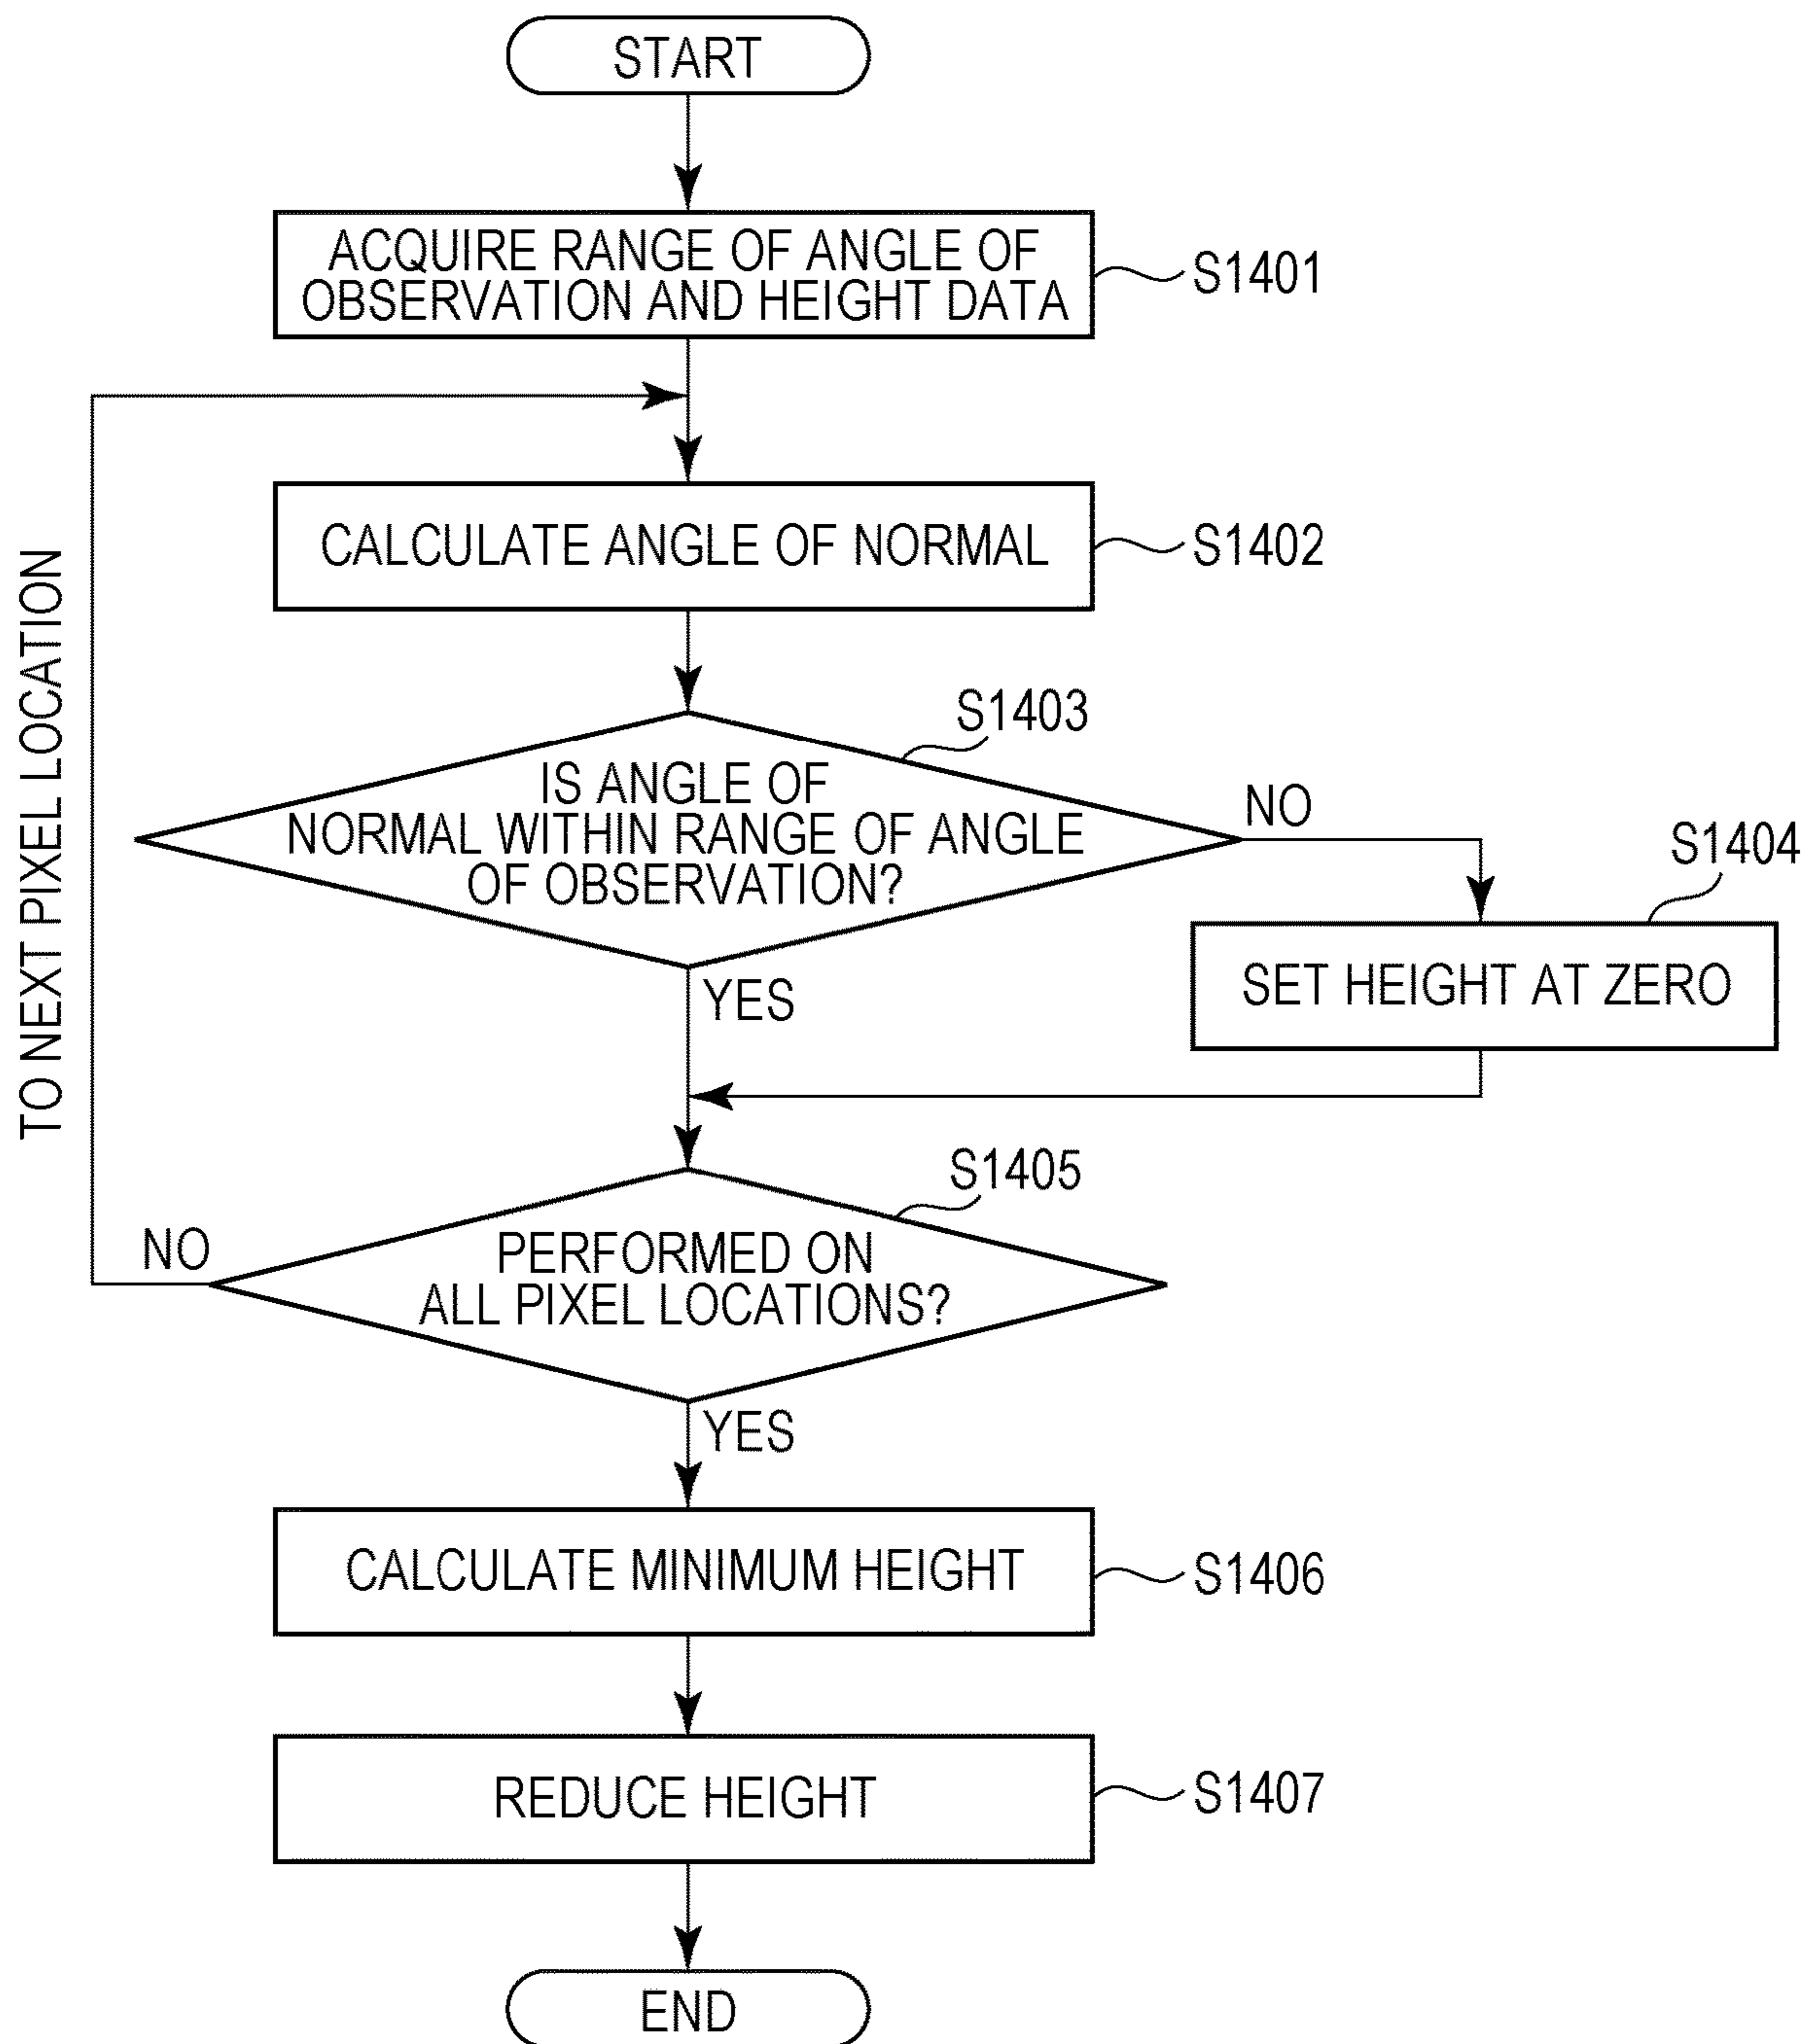 START
ACQUIRE RANGE OF ANGLE OF
OBSERVATION AND HEIGHT DATA
S1401
CALCULATE ANGLE OF NORMAL
S1402
TO NEXT PIXEL LOCATION
S1403
IS ANGLE OF
NORMAL WITHIN RANGE OF ANGLE
OF OBSERVATION?
NO
S1404
SET HEIGHT AT ZERO
YES
S1405
PERFORMED ON
ALL PIXEL LOCATIONS?
NO
YES
CALCULATE MINIMUM HEIGHT
S1406
REDUCE HEIGHT
S1407
END